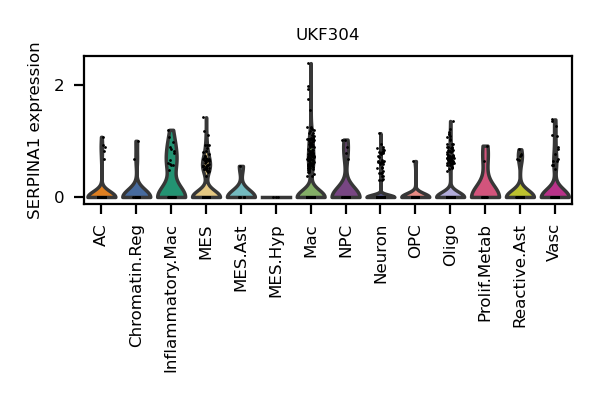 UKF304
SERPINA1 expression
2
0
AC
Chromatin.Reg
Inflammatory.Mac
MES
MES.Ast
MES.Hyp
Mac
NPC
Neuron
OPC
Oligo
Prolif.Metab
Reactive.Ast
Vasc